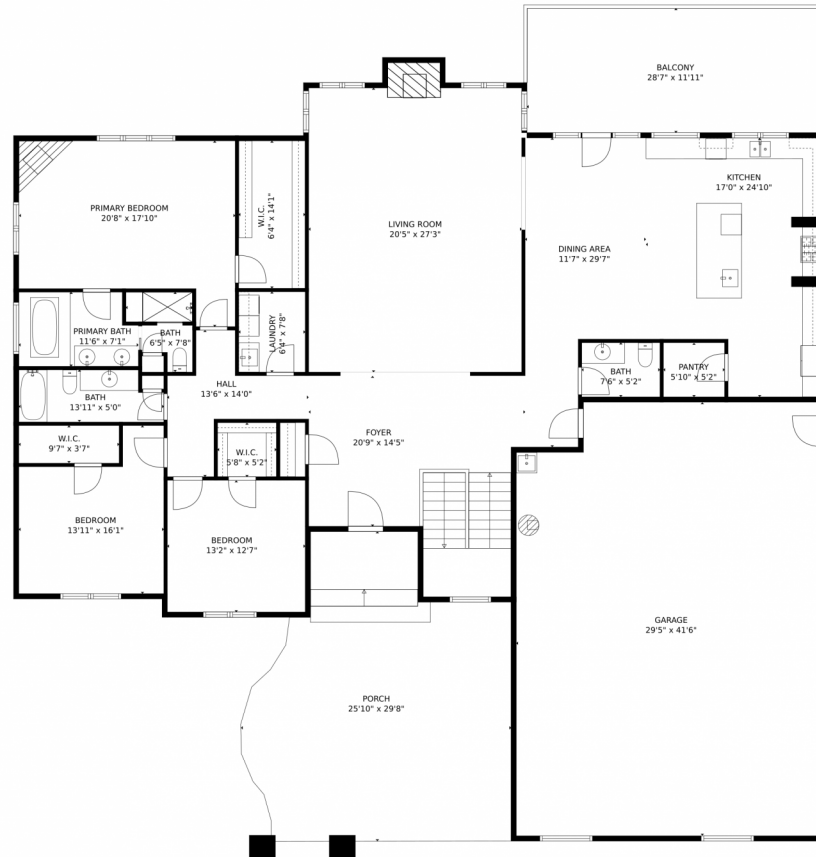 BALCONY
28'7" x 11'11"
KITCHEN
17'0" x 24'10"
PRIMARY BEDROOM
20'8" x 17'10"
W.I.C.
6'4" x 14'1"
LIVING ROOM
20'5" x 27'3"
DINING AREA
11'7" x 29'7"
PRIMARY BATH
11'6" x 7'1"
BATH
6'5" x 7'8"
LAUNDRY
6'4" x 7'8"
HALL
13'6" x 14'0"
BATH
7'6" x 5'2"
PANTRY
5'10" x 5'2"
BATH
13'11" x 5'0"
FOYER
20'9" x 14'5"
W.I.C.
9'7" x 3'7"
W.I.C.
5'8" x 5'2"
BEDROOM
13'11" x 16'1"
BEDROOM
13'2" x 12'7"
GARAGE
29'5" x 41'6"
PORCH
25'10" x 29'8"